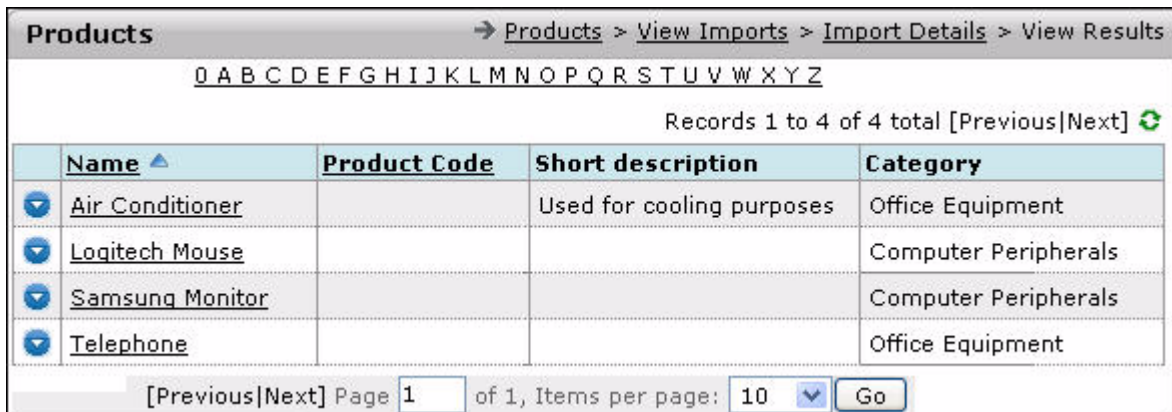 Products Products > View Imports > Import Details > View Results
0 A B C D E F G H I J K L M N O P Q R S T U V W X Y Z
Records 1 to 4 of 4 total [Previous|Next]
Name Product Code Short description Category
Air Conditioner Used for cooling purposes Office Equipment
Logitech Mouse Computer Peripherals
Samsung Monitor Computer Peripherals
Telephone Office Equipment
[Previous|Next] Page 1 of 1, Items per page: 10 Go